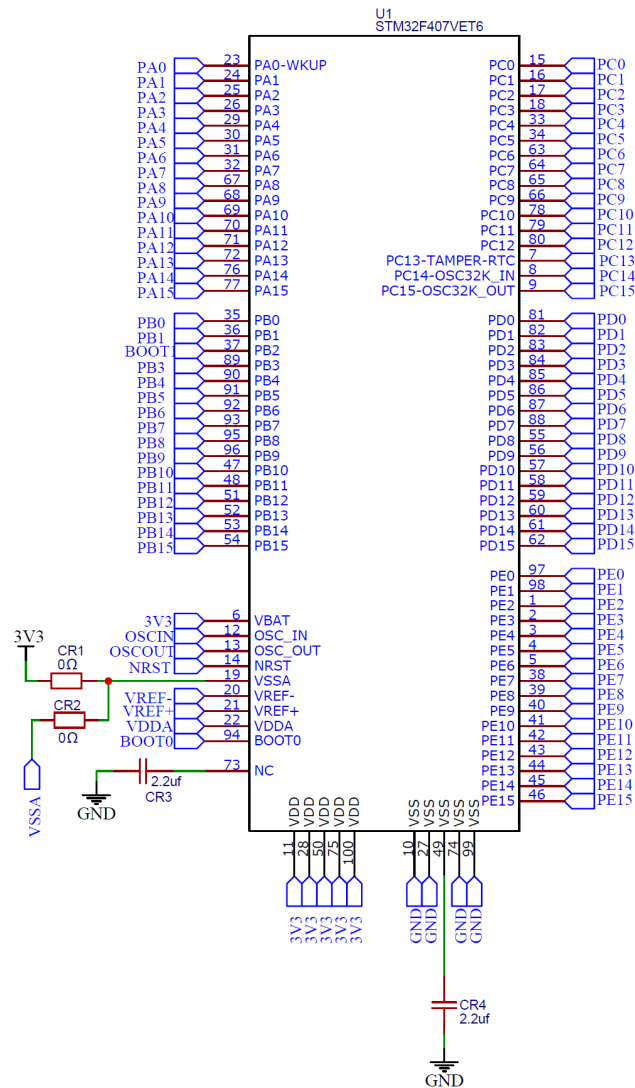 U1
STM32F407VET6
PA0 23 PA0-WKUP PC0 15 PC0
PA1 24 PA1 PC1 16 PC1
PA2 25 PA2 PC2 17 PC2
PA3 26 PA3 PC3 18 PC3
PA4 29 PA4 PC4 33 PC4
PA5 30 PA5 PC5 34 PC5
PA6 31 PA6 PC6 63 PC6
PA7 32 PA7 PC7 64 PC7
PA8 67 PA8 PC8 65 PC8
PA9 68 PA9 PC9 66 PC9
PA10 69 PA10 PC10 78 PC10
PA11 70 PA11 PC11 79 PC11
PA12 71 PA12 PC12 80 PC12
PA13 72 PA13 PC13-TAMPER-RTC 7 PC13
PA14 76 PA14 PC14-OSC32K_IN 8 PC14
PA15 77 PA15 PC15-OSC32K_OUT 9 PC15
PB0 35 PB0 PD0 81 PD0
PB1 36 PB1 PD1 82 PD1
BOOT1 37 PB2 PD2 83 PD2
PB3 89 PB3 PD3 84 PD3
PB4 90 PB4 PD4 85 PD4
PB5 91 PB5 PD5 86 PD5
PB6 92 PB6 PD6 87 PD6
PB7 93 PB7 PD7 88 PD7
PB8 95 PB8 PD8 55 PD8
PB9 96 PB9 PD9 56 PD9
PB10 47 PB10 PD10 57 PD10
PB11 48 PB11 PD11 58 PD11
PB12 51 PB12 PD12 59 PD12
PB13 52 PB13 PD13 60 PD13
PB14 53 PB14 PD14 61 PD14
PB15 54 PB15 PD15 62 PD15
PE0 97 PE0
PE1 98 PE1
PE2 1 PE2
3V3 6 VBAT PE3 2 PE3
OSCIN 12 OSC_IN PE4 3 PE4
OSCOUT 13 OSC_OUT PE5 4 PE5
NRST 14 NRST PE6 5 PE6
3V3 CR1 0Ω
19 VSSA PE7 38 PE7
VREF- 20 VREF- PE8 39 PE8
VREF+ 21 VREF+ PE9 40 PE9
VDDA 22 VDDA PE10 41 PE10
BOOT0 94 BOOT0 PE11 42 PE11
CR2 0Ω
VSSA
PE12 43 PE12
73 NC PE13 44 PE13
PE14 45 PE14
PE15 46 PE15
2.2uf
CR3
GND
VDD VDD VDD VDD VDD VSS VSS VSS VSS VSS
11 28 50 75 100 10 27 49 74 99
3V3 3V3 3V3 3V3 3V3 GND GND GND GND
CR4
2.2uf
GND